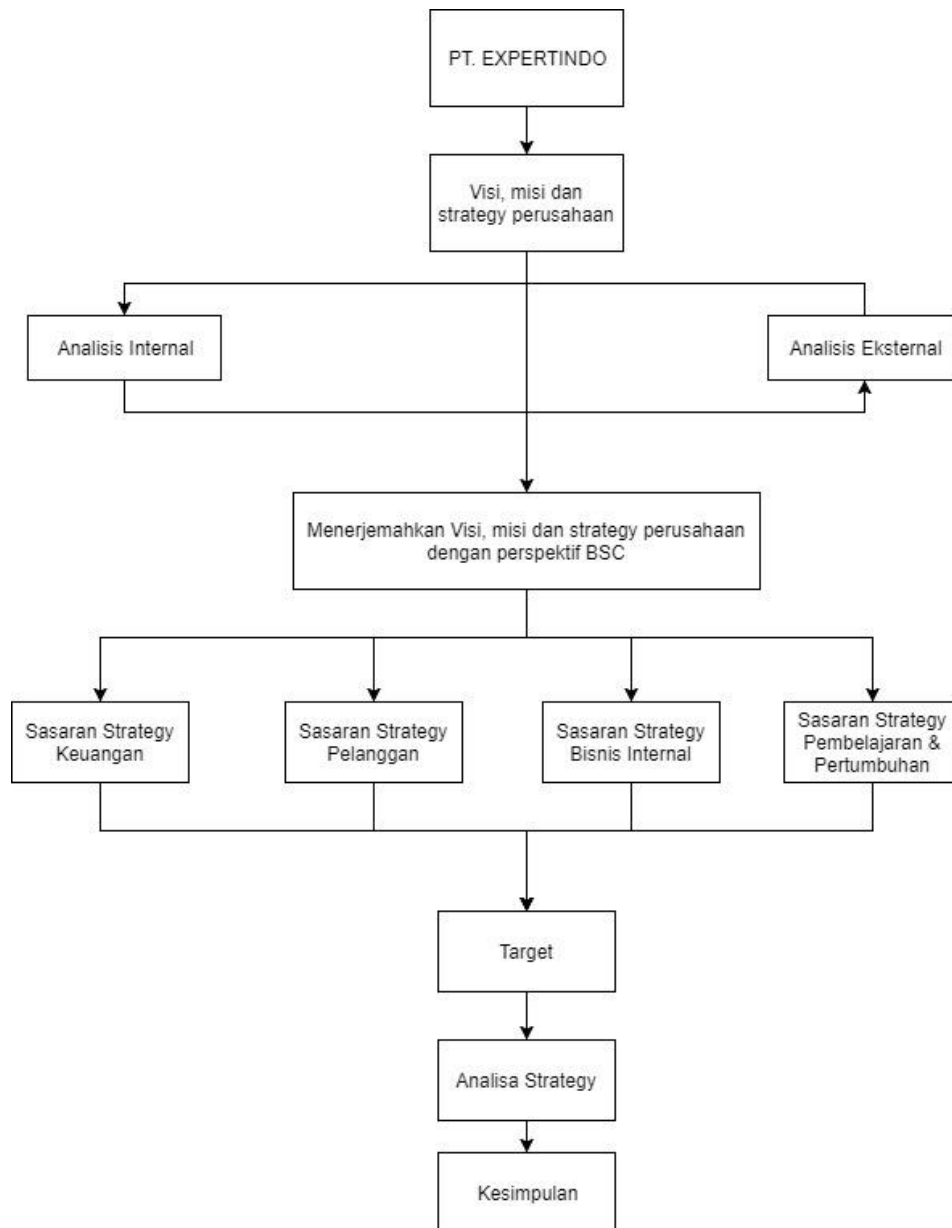 PT. EXPERTINDO
Visi, misi dan
strategy perusahaan
Analisis Internal
Analisis Eksternal
Menerjemahkan Visi, misi dan strategy perusahaan
dengan perspektif BSC
Sasaran Strategy
Keuangan
Sasaran Strategy
Pelanggan
Sasaran Strategy
Bisnis Internal
Sasaran Strategy
Pembelajaran &
Pertumbuhan
Target
Analisa Strategy
Kesimpulan